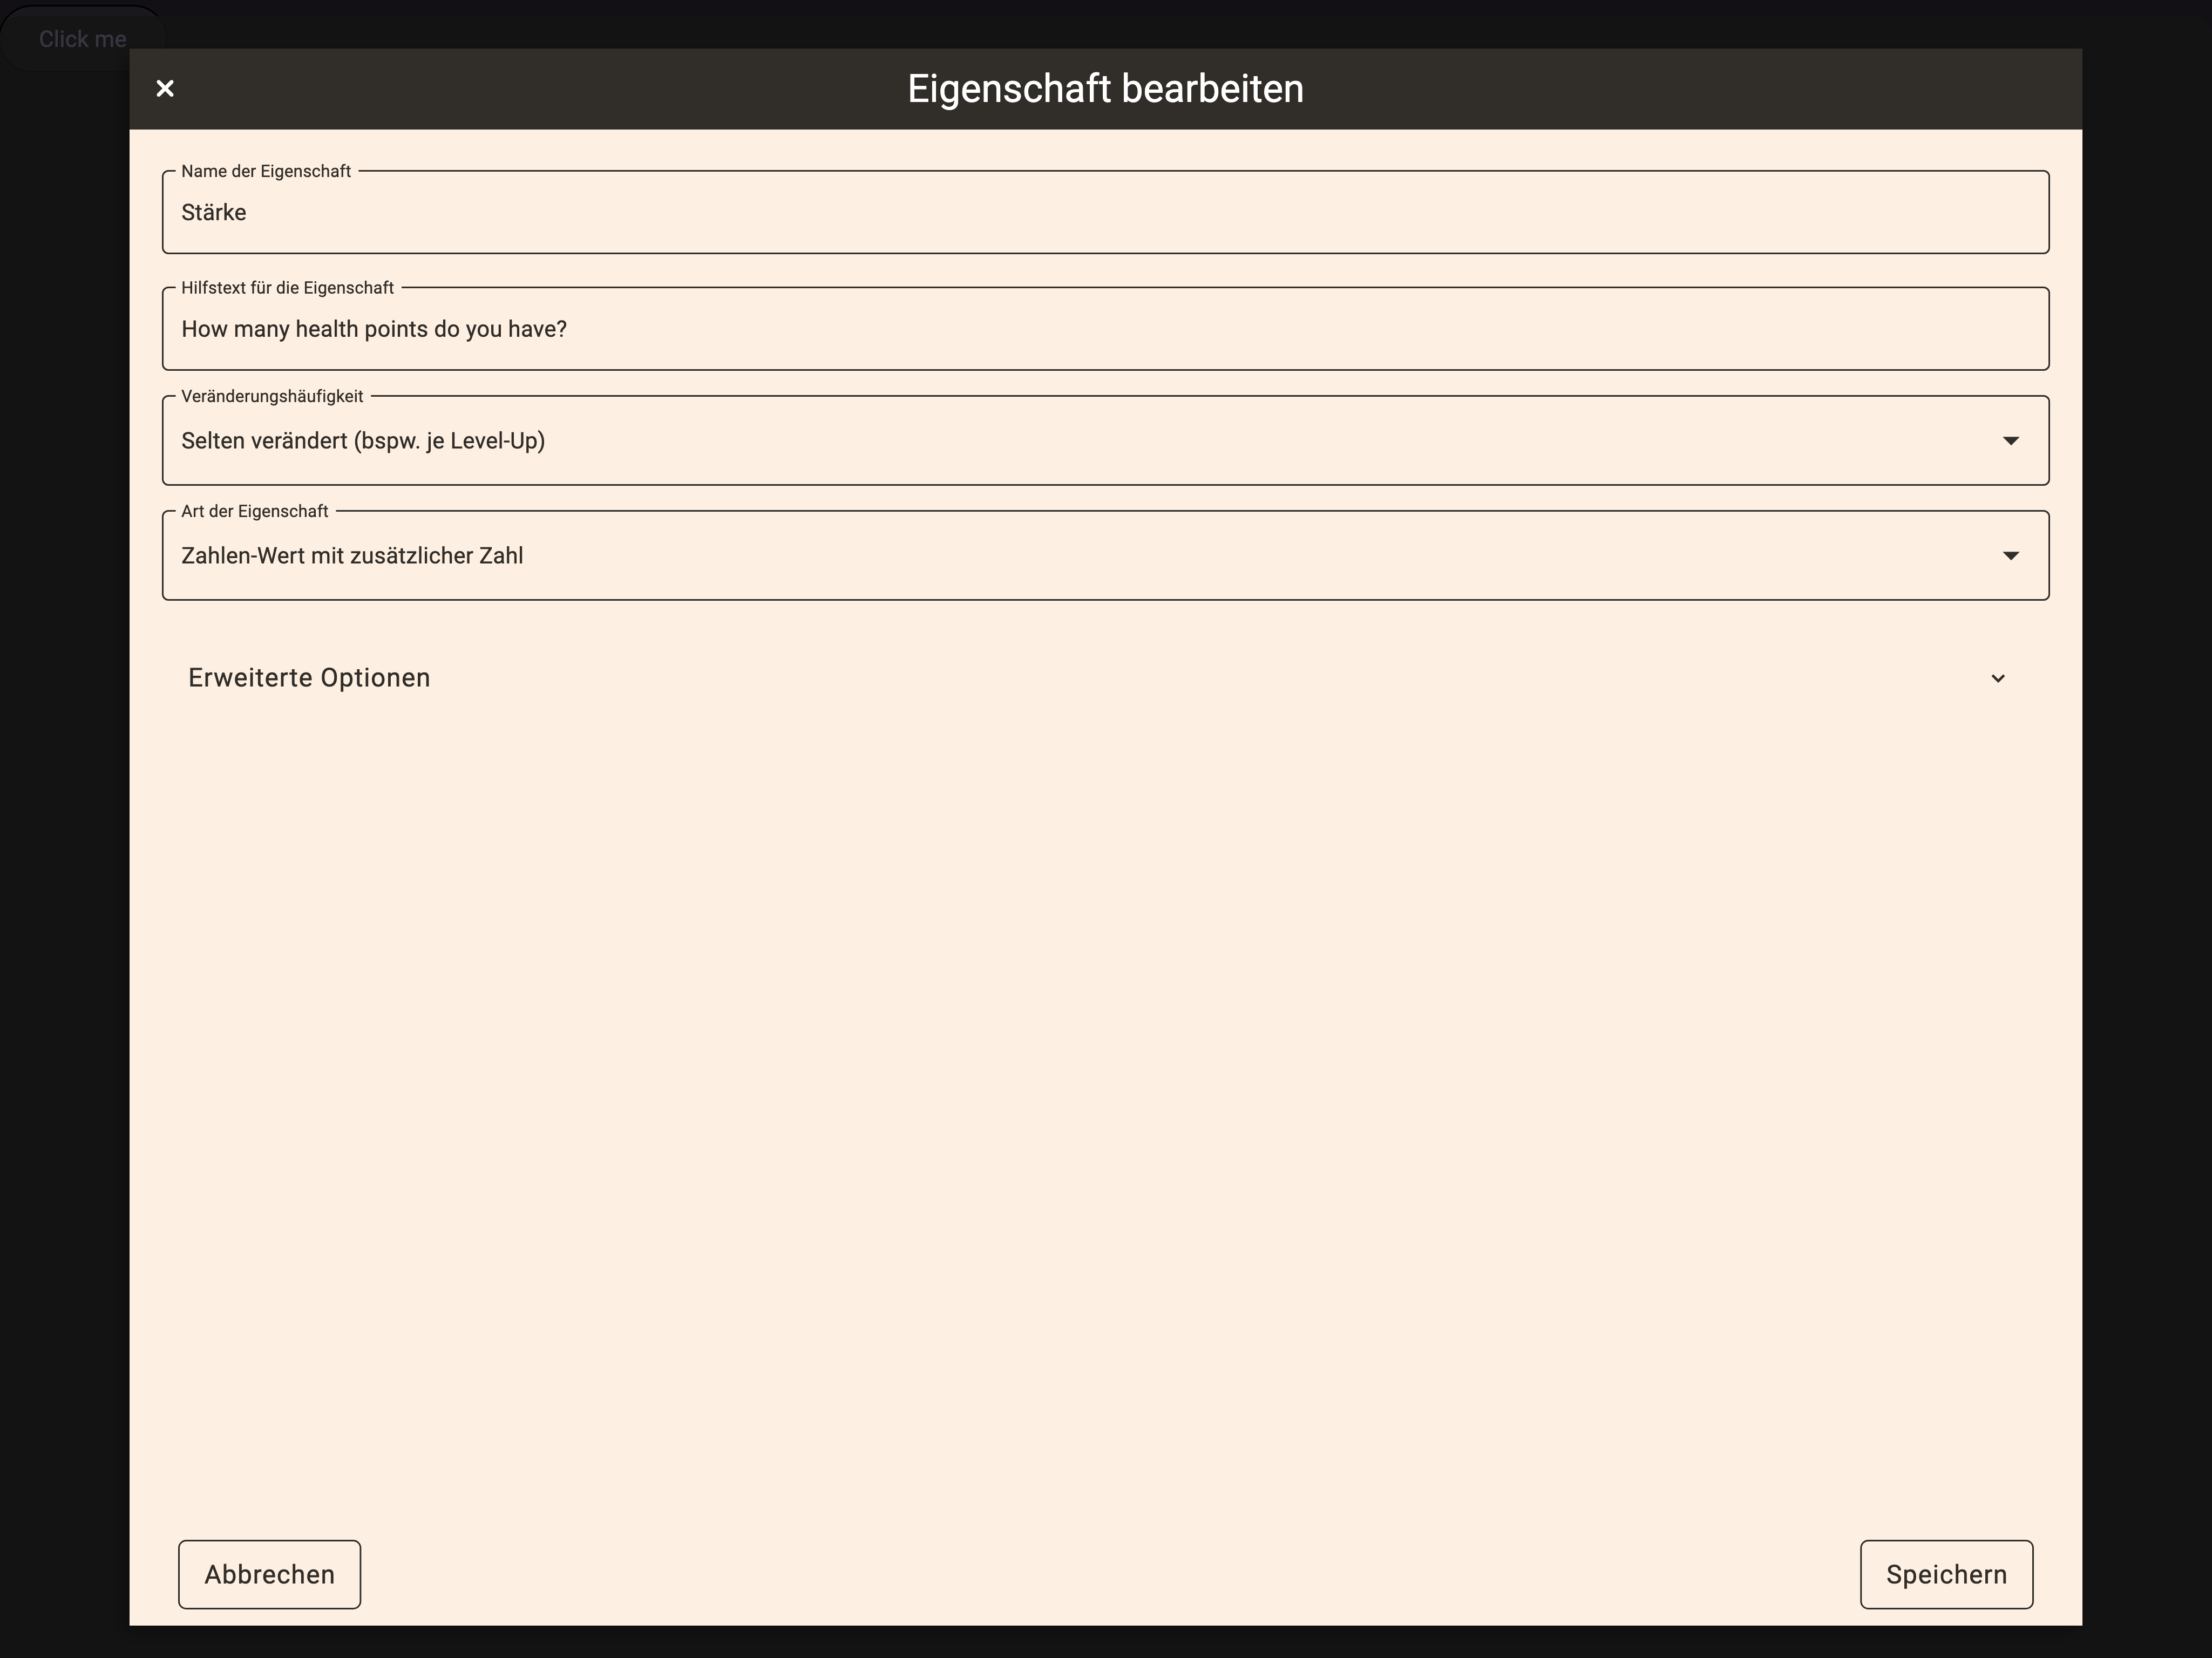 Click me
Eigenschaft bearbeiten
Name der Eigenschaft
Stärke
Hilfstext für die Eigenschaft
How many health points do you have?
Veränderungshäufigkeit
Selten verändert (bspw. je Level-Up)
Art der Eigenschaft
Zahlen-Wert mit zusätzlicher Zahl
Erweiterte Optionen
Abbrechen
Speichern